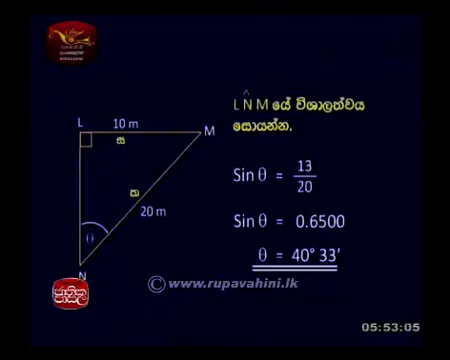 L N̂ M යේ විශාලත්වය
සොයන්න.
L 10 m M
ස
Sin θ = 13/20
ක
20 m
Sin θ = 0.6500
θ
θ = 40° 33′
N
ජාතික
පාසල
© www.rupavahini.lk
05:53:05